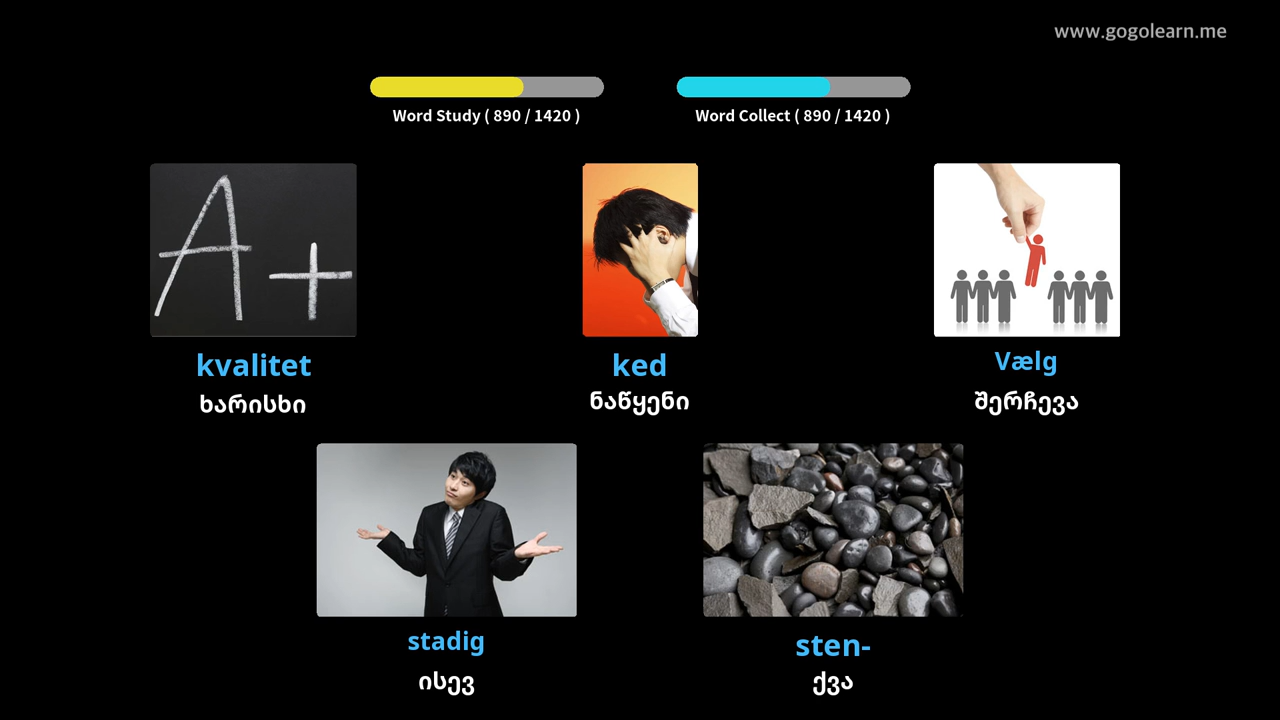 www.gogolearn.me
Word Study ( 890 / 1420 )
Word Collect ( 890 / 1420 )
A+
kvalitet
ხარისხი
ked
ნაწყენი
Vælg
შერჩევა
stadig
ისევ
sten-
ქვა